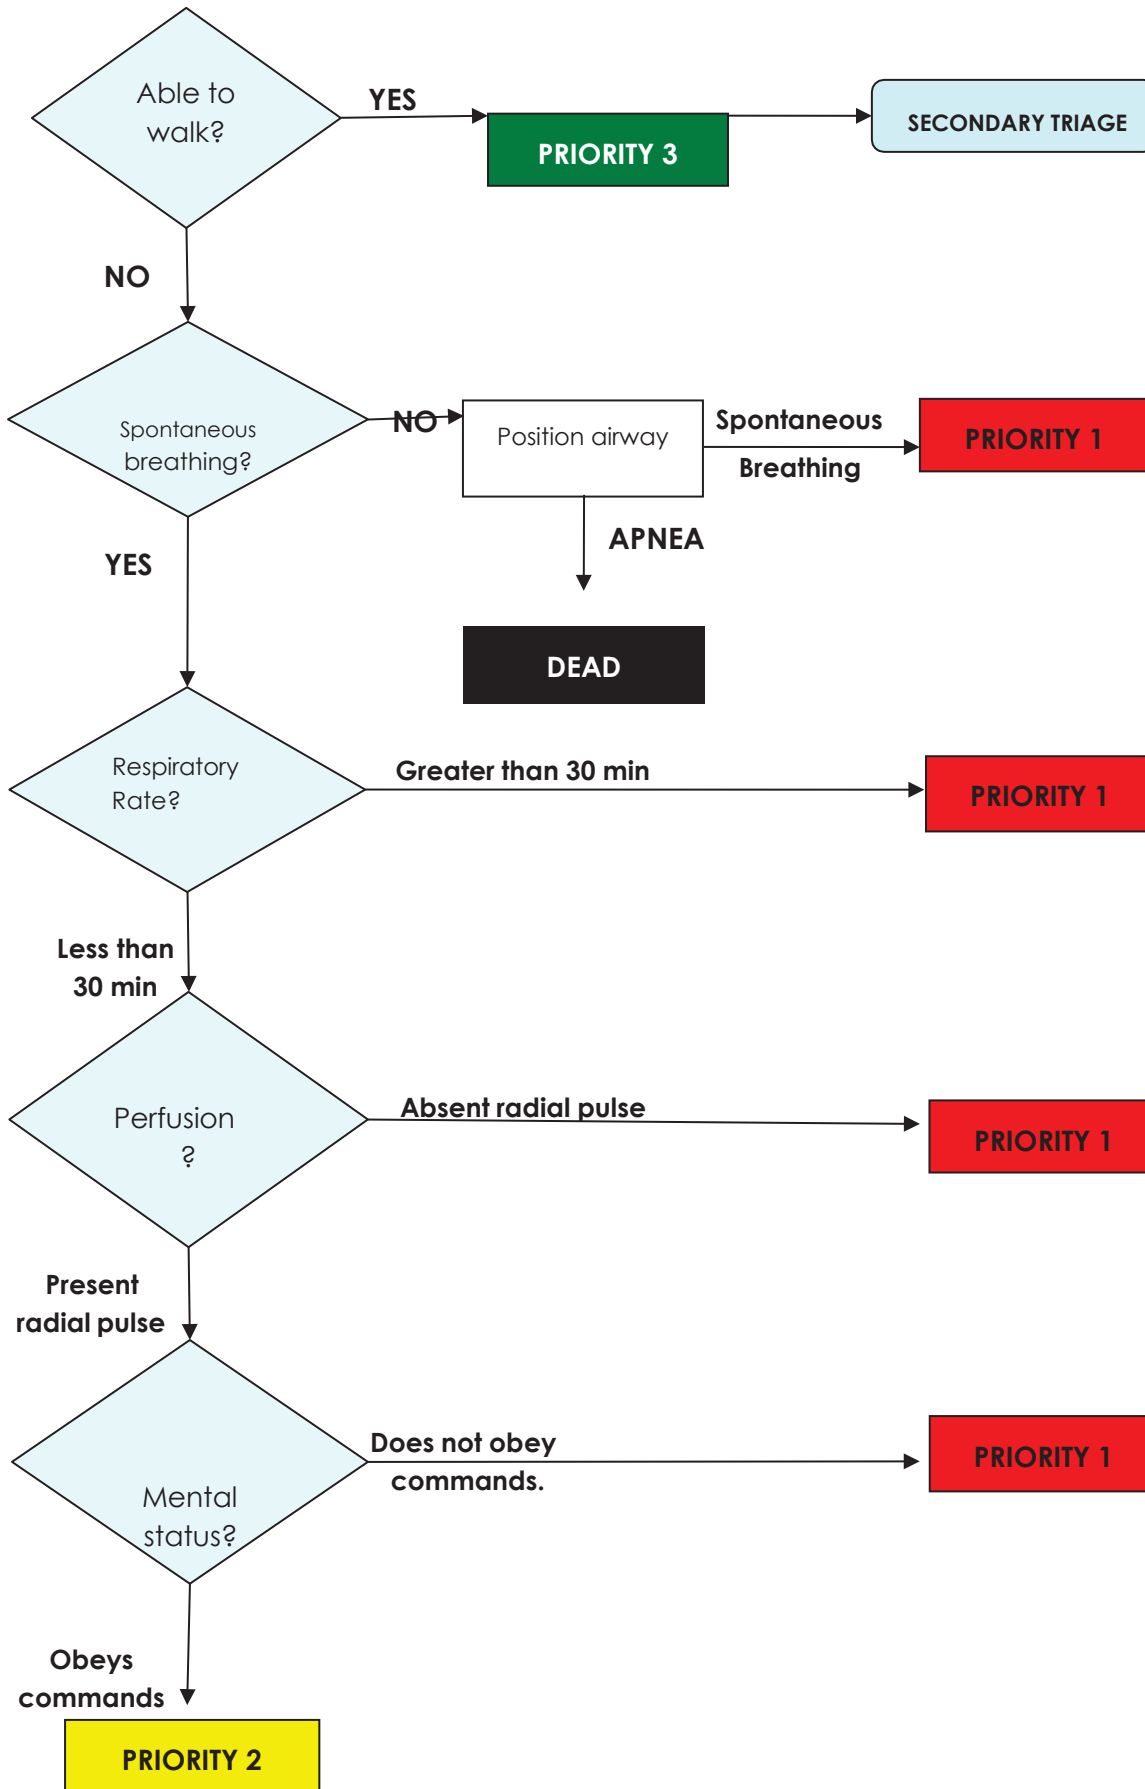 Able to
walk?
YES
PRIORITY 3
SECONDARY TRIAGE
NO
Spontaneous
breathing?
NO
Position airway
Spontaneous
Breathing
PRIORITY 1
YES
APNEA
DEAD
Respiratory
Rate?
Greater than 30 min
PRIORITY 1
Less than
30 min
Perfusion
?
Absent radial pulse
PRIORITY 1
Present
radial pulse
Mental
status?
Does not obey
commands.
PRIORITY 1
Obeys
commands
PRIORITY 2